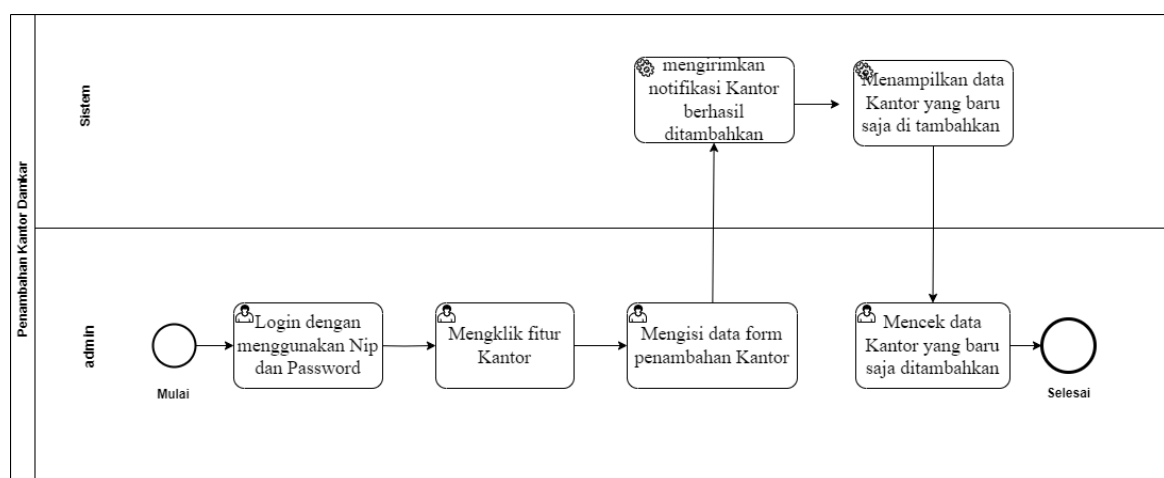 Penambahan Kantor Damkar
Sistem
mengirimkan
notifikasi Kantor
berhasil
ditambahkan
Menampilkan data
Kantor yang baru
saja di tambahkan
admin
Mulai
Login dengan
menggunakan Nip
dan Password
Mengklik fitur
Kantor
Mengisi data form
penambahan Kantor
Mencek data
Kantor yang baru
saja ditambahkan
Selesai